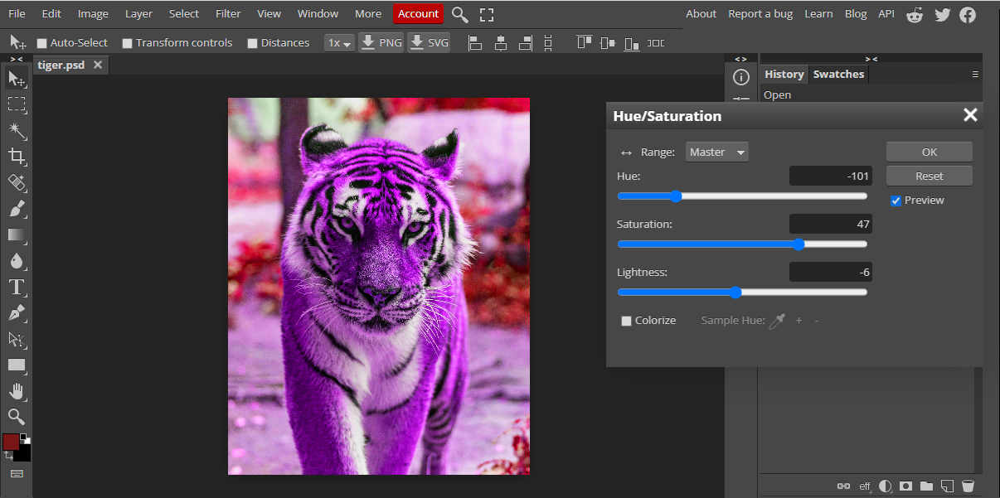 File Edit Image Layer Select Filter View Window More Account About Report a bug Learn Blog API
Auto-Select Transform controls Distances 1x PNG SVG
> < < > > <
tiger.psd
History Swatches
Open
Hue/Saturation
Range: Master OK
Hue: -101 Reset
Preview
Saturation: 47
Lightness: -6
Colorize Sample Hue: + -
T
eff